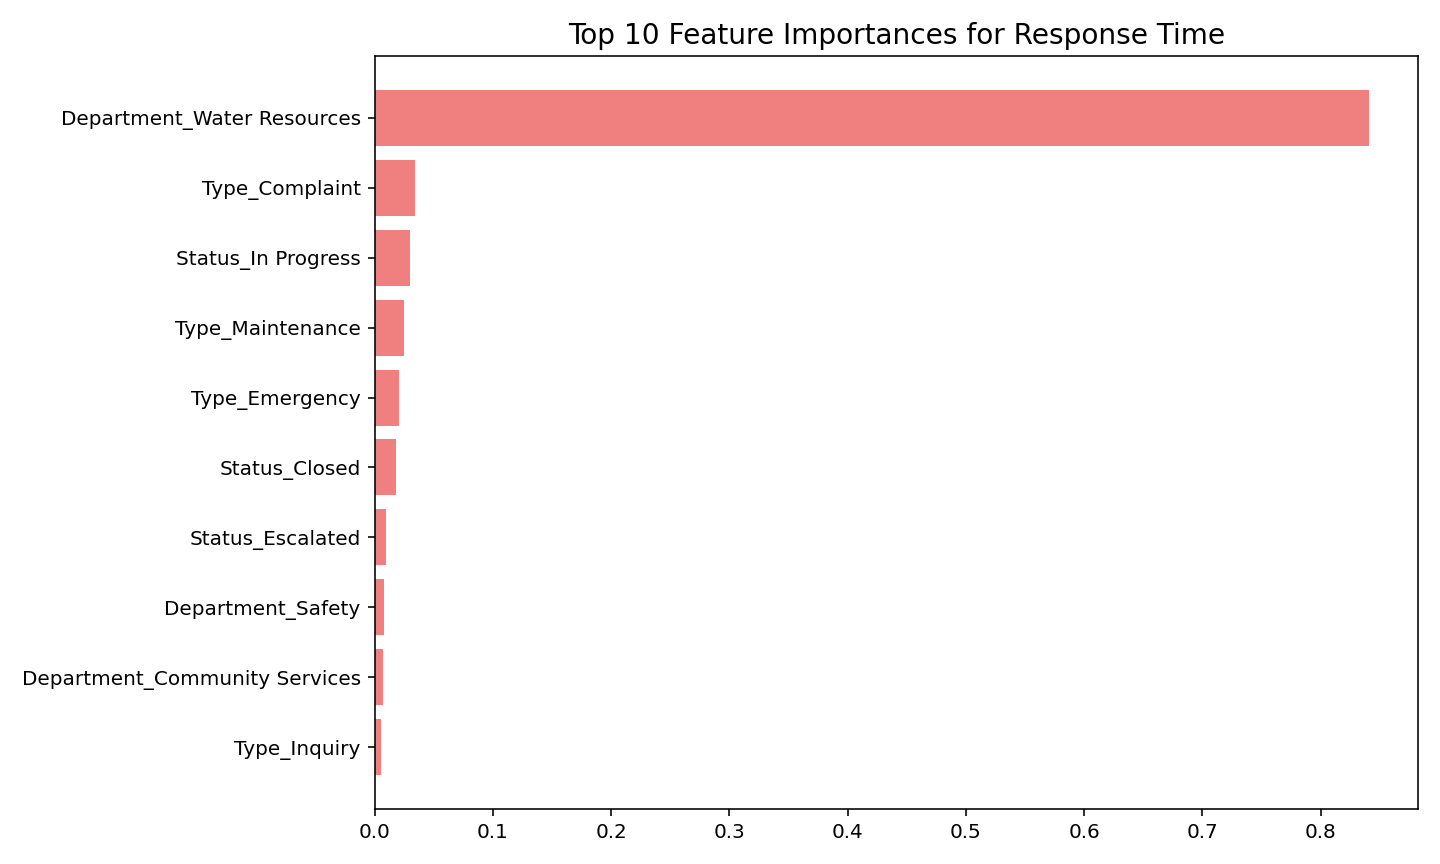 Top 10 Feature Importances for Response Time
Department_Water Resources
Type_Complaint
Status_In Progress
Type_Maintenance
Type_Emergency
Status_Closed
Status_Escalated
Department_Safety
Department_Community Services
Type_Inquiry
0.0 0.1 0.2 0.3 0.4 0.5 0.6 0.7 0.8